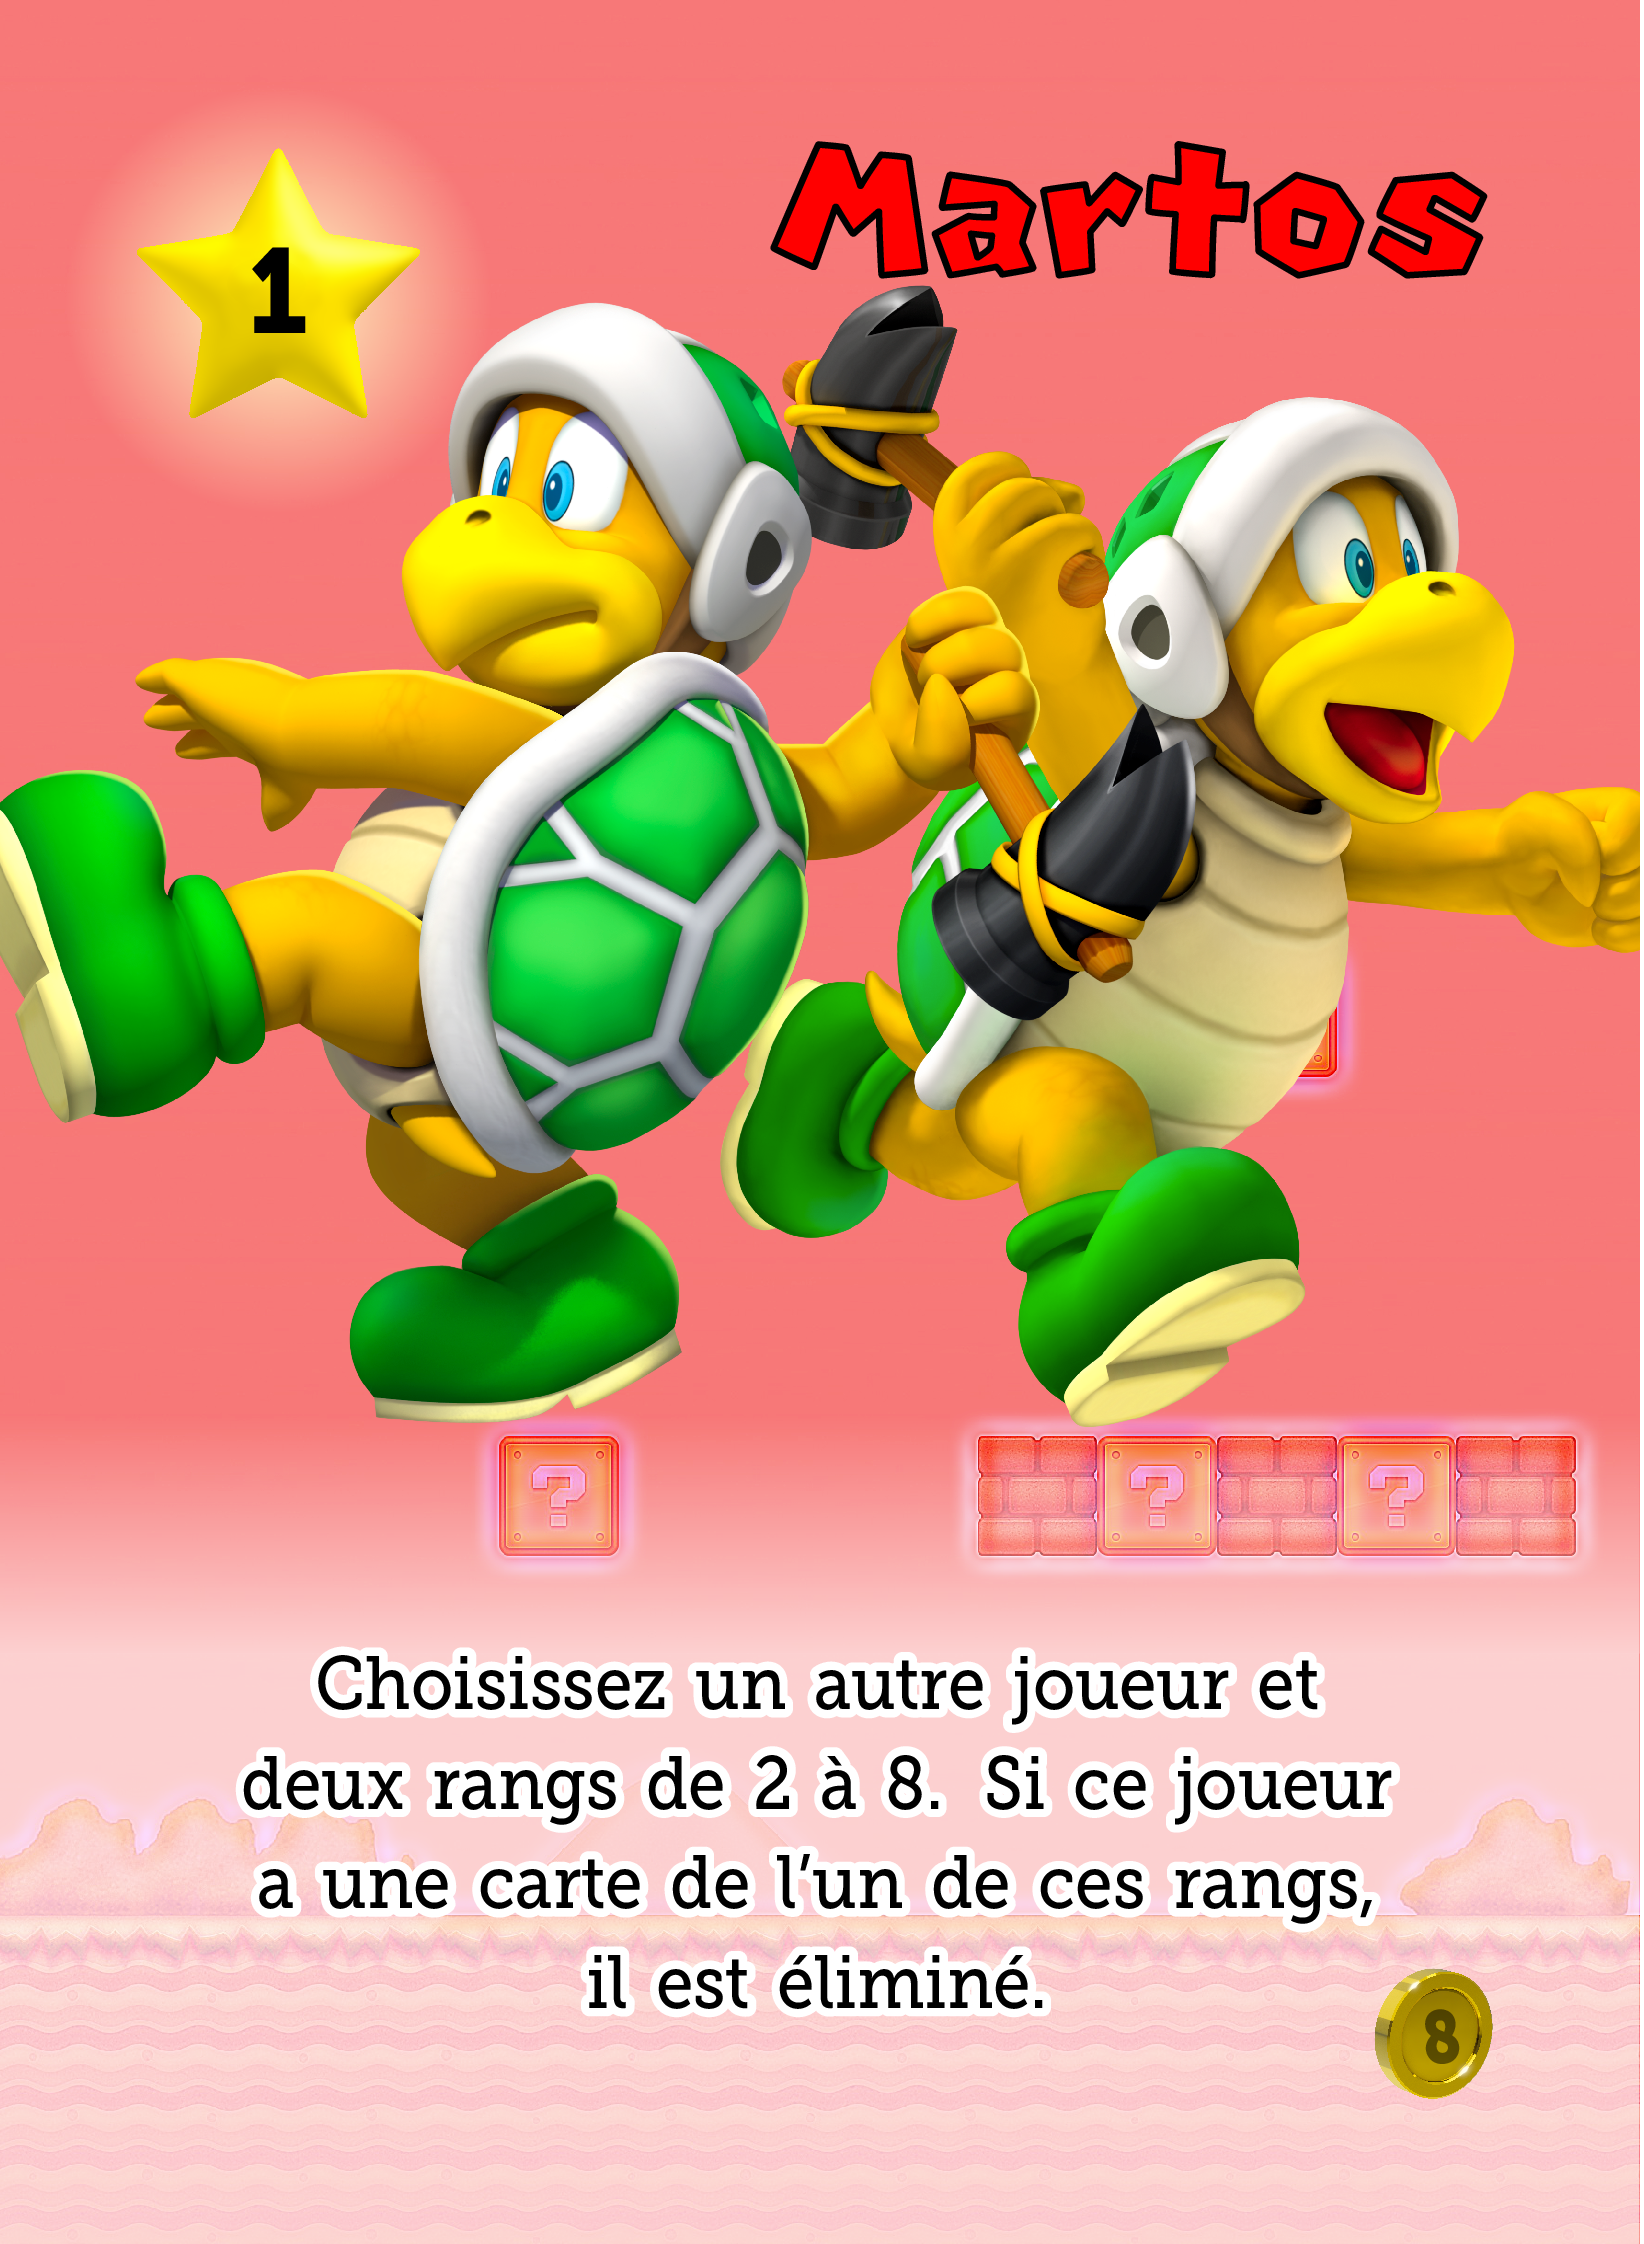 1
Martos
?
? ?
Choisissez un autre joueur et
deux rangs de 2 à 8. Si ce joueur
a une carte de l'un de ces rangs,
il est éliminé.
8